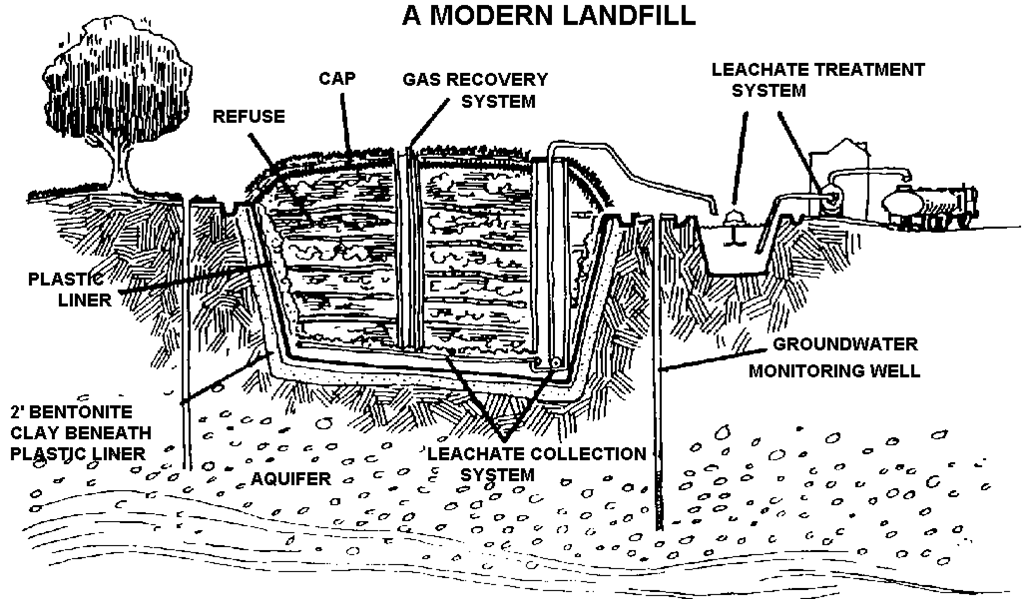 A MODERN LANDFILL
CAP
GAS RECOVERY
SYSTEM
LEACHATE TREATMENT
SYSTEM
REFUSE
PLASTIC
LINER
GROUNDWATER
MONITORING WELL
2' BENTONITE
CLAY BENEATH
PLASTIC LINER
AQUIFER
LEACHATE COLLECTION
SYSTEM